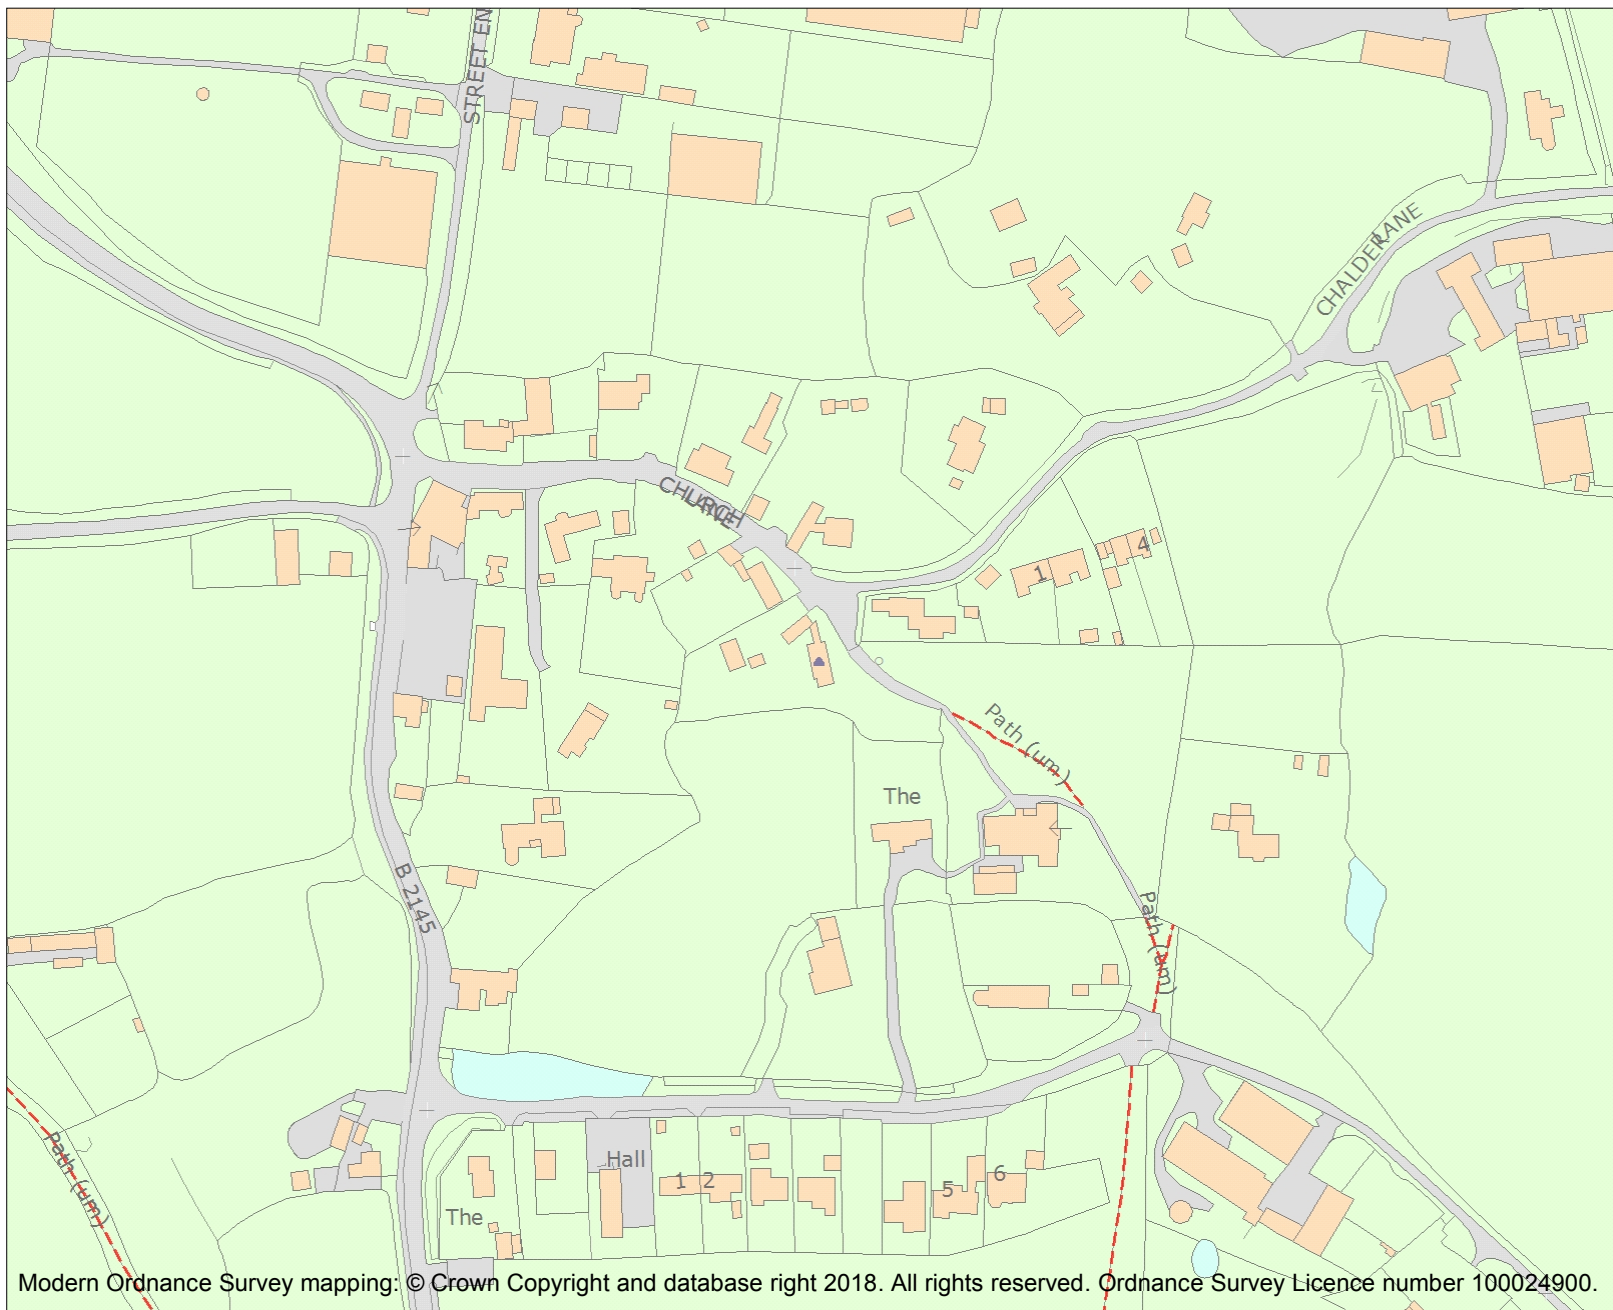 STREET EN
CHALDER LANE
CHURCH
LANE
4
1
Path (um)
The
B 2145
Path (um)
Path (um)
Hall
1 2
5
6
The
Modern Ordnance Survey mapping: © Crown Copyright and database right 2018. All rights reserved. Ordnance Survey Licence number 100024900.